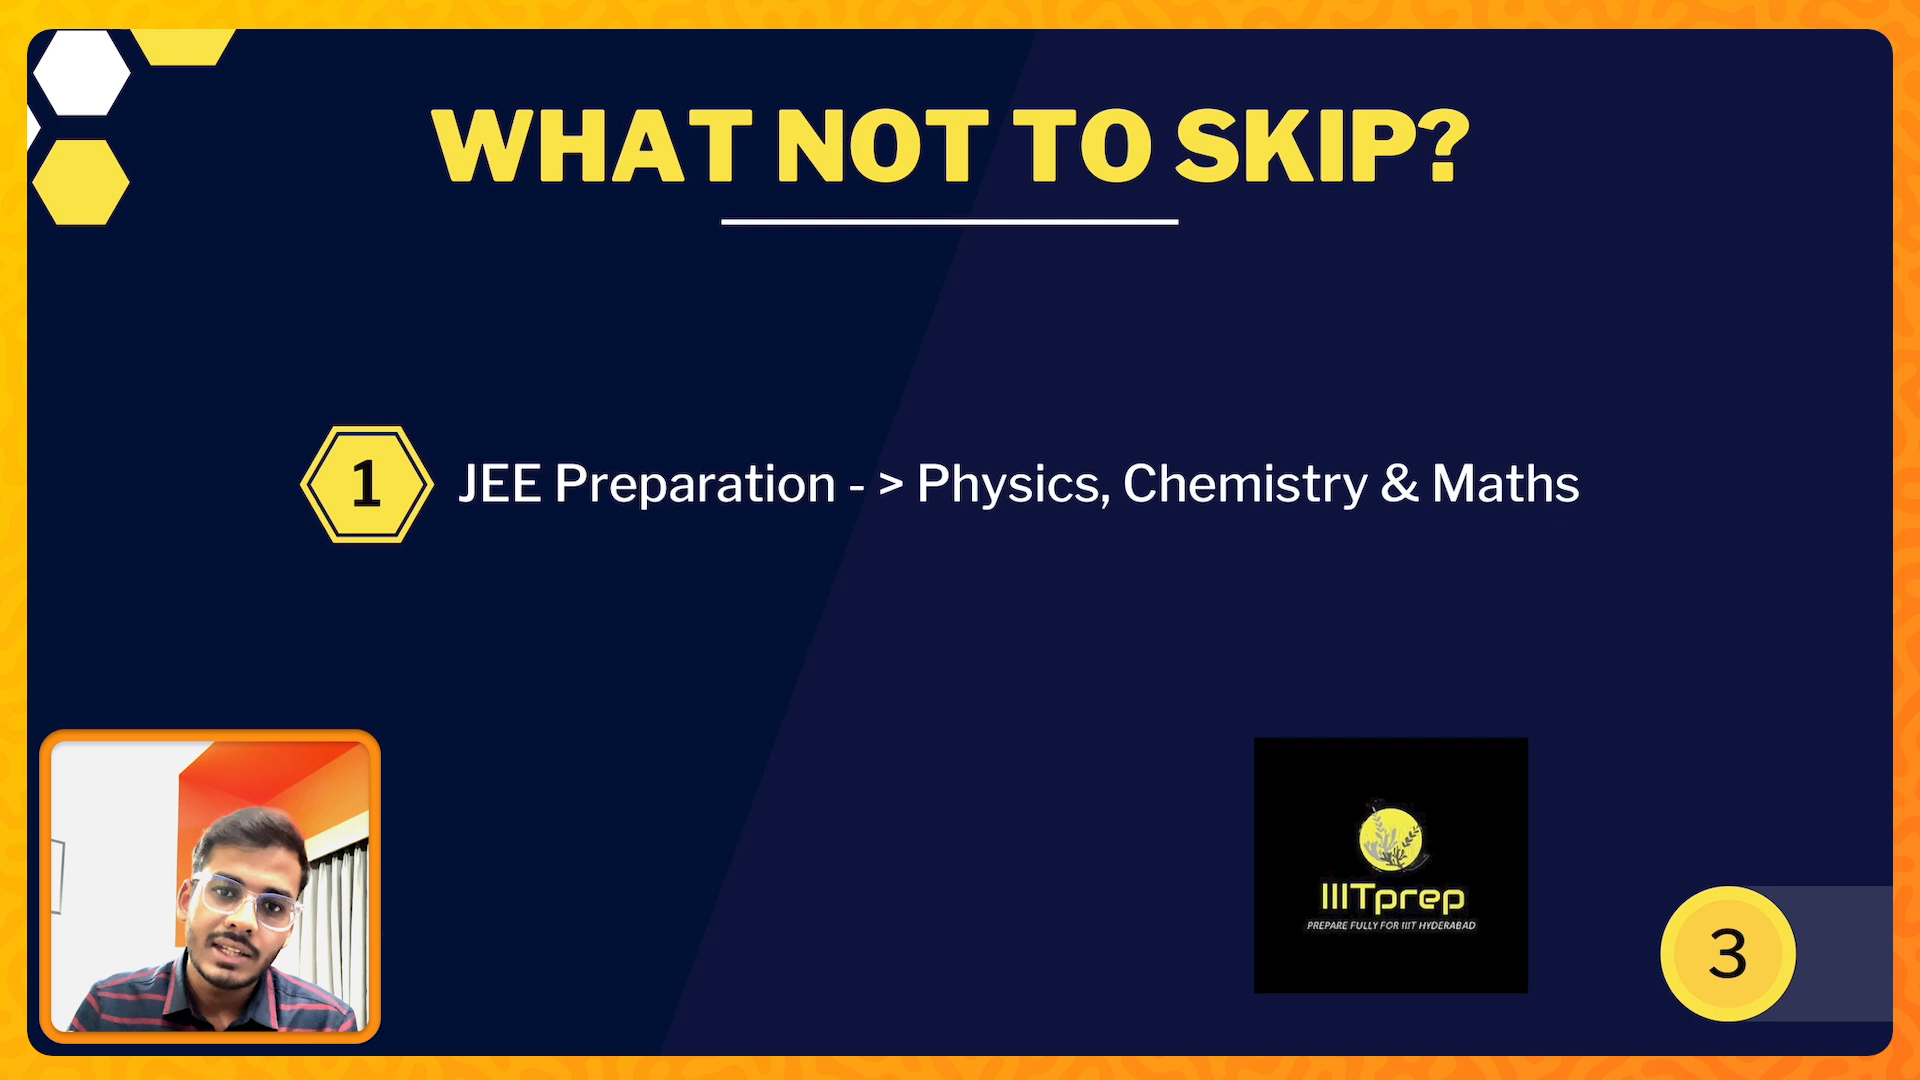 WHAT NOT TO SKIP?
1
JEE Preparation - > Physics, Chemistry & Maths
IIITprep
PREPARE FULLY FOR IIIT HYDERABAD
3